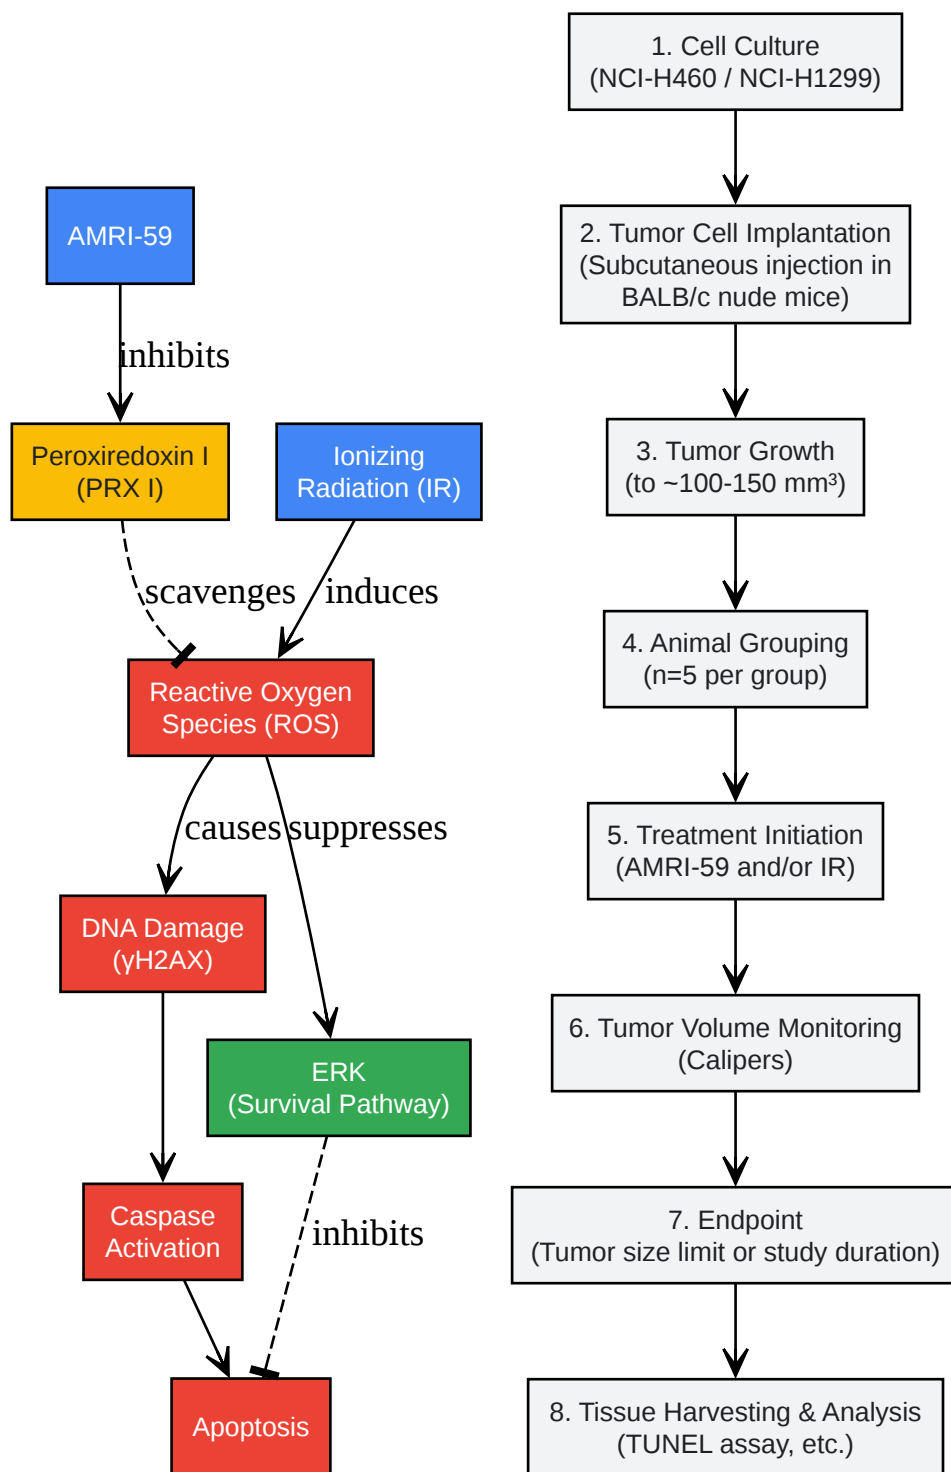 AMRI-59
inhibits
Peroxiredoxin I
(PRX I)
Ionizing
Radiation (IR)
scavenges
induces
Reactive Oxygen
Species (ROS)
causes
suppresses
DNA Damage
(γH2AX)
ERK
(Survival Pathway)
Caspase
Activation
inhibits
Apoptosis
1. Cell Culture
(NCI-H460 / NCI-H1299)
2. Tumor Cell Implantation
(Subcutaneous injection in
BALB/c nude mice)
3. Tumor Growth
(to ~100-150 mm³)
4. Animal Grouping
(n=5 per group)
5. Treatment Initiation
(AMRI-59 and/or IR)
6. Tumor Volume Monitoring
(Calipers)
7. Endpoint
(Tumor size limit or study duration)
8. Tissue Harvesting & Analysis
(TUNEL assay, etc.)